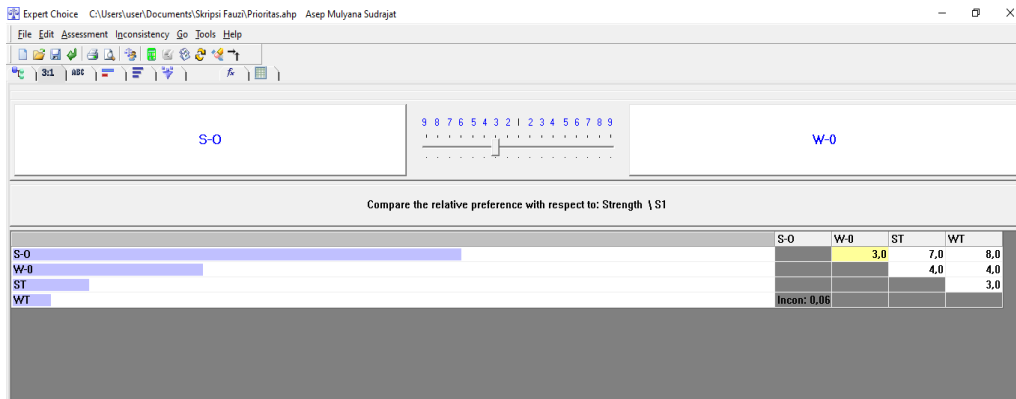 Expert Choice C:\Users\user\Documents\Skripsi Fauzi\Prioritas.ahp Asep Mulyana Sudrajat
File Edit Assessment Inconsistency Go Tools Help
3:1 ABC fx
S-O
9 8 7 6 5 4 3 2 1 2 3 4 5 6 7 8 9
W-0
Compare the relative preference with respect to: Strength \ S1
S-O W-0 ST WT
S-O 3,0 7,0 8,0
W-0 4,0 4,0
ST 3,0
WT Incon: 0,06